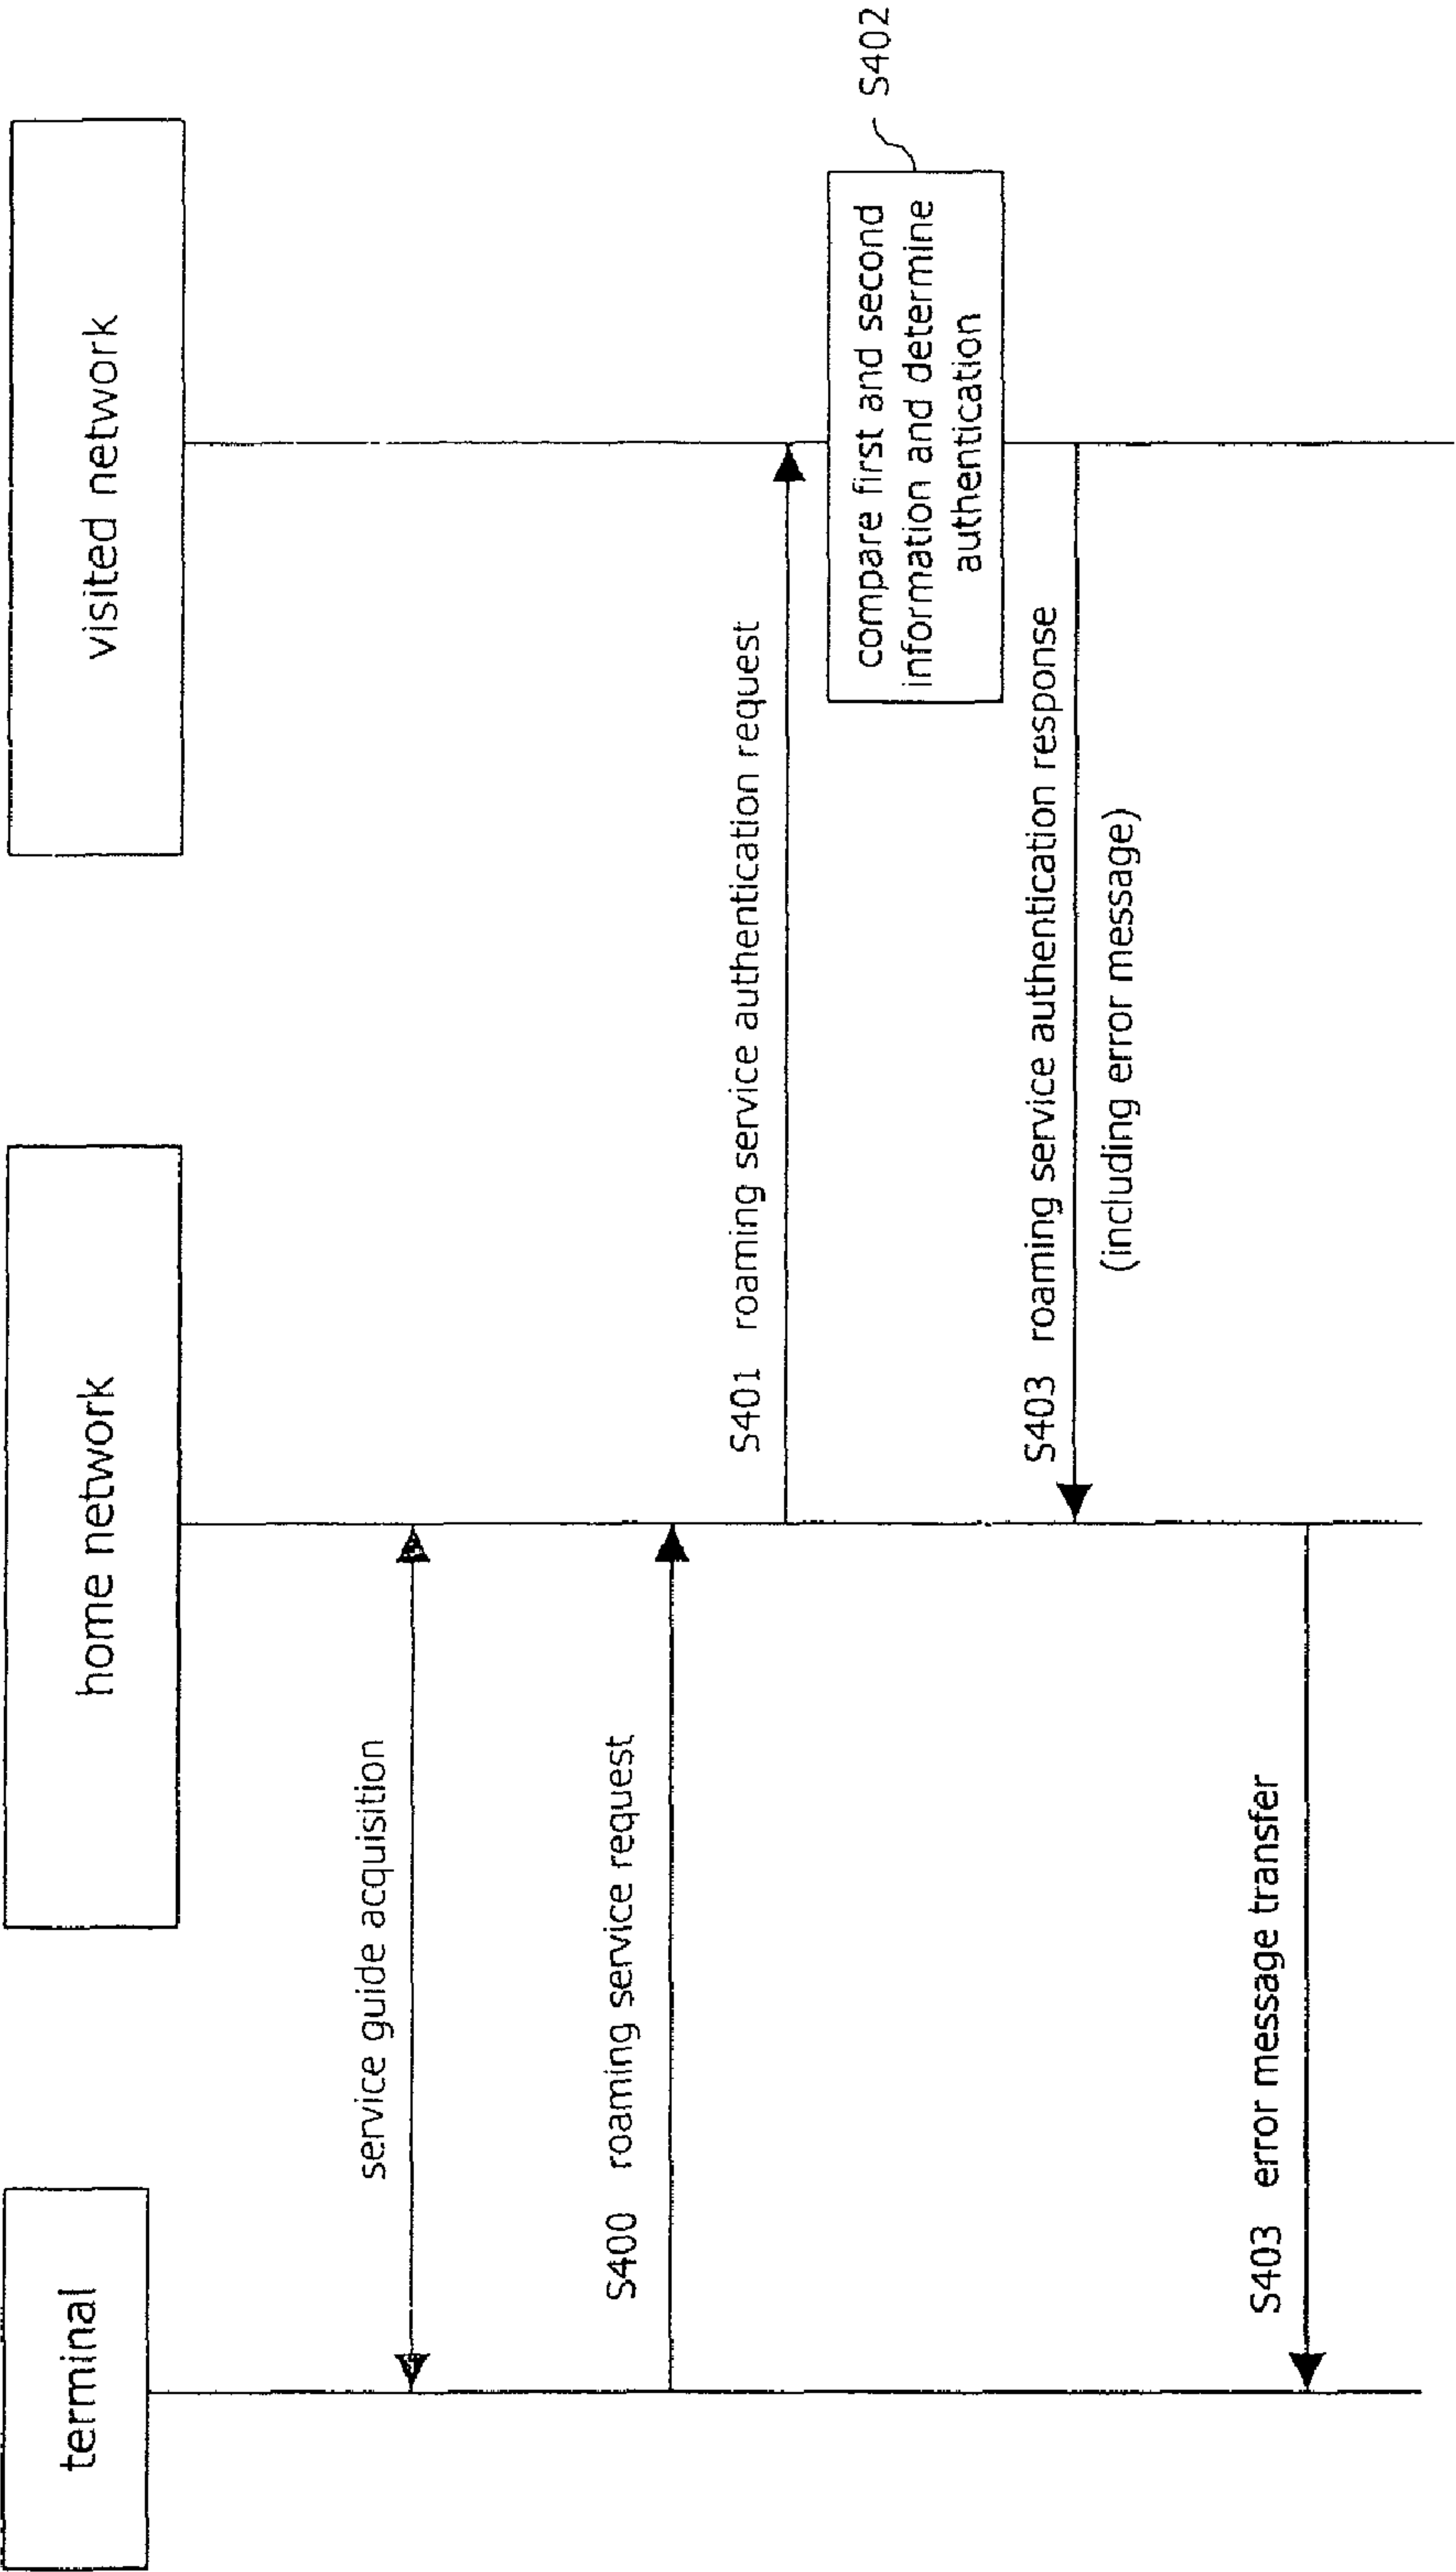 terminal
home network
visited network
service guide acquisition
S400 roaming service request
S401 roaming service authentication request
compare first and second
information and determine
authentication
S402
S403 roaming service authentication response
(including error message)
S403 error message transfer